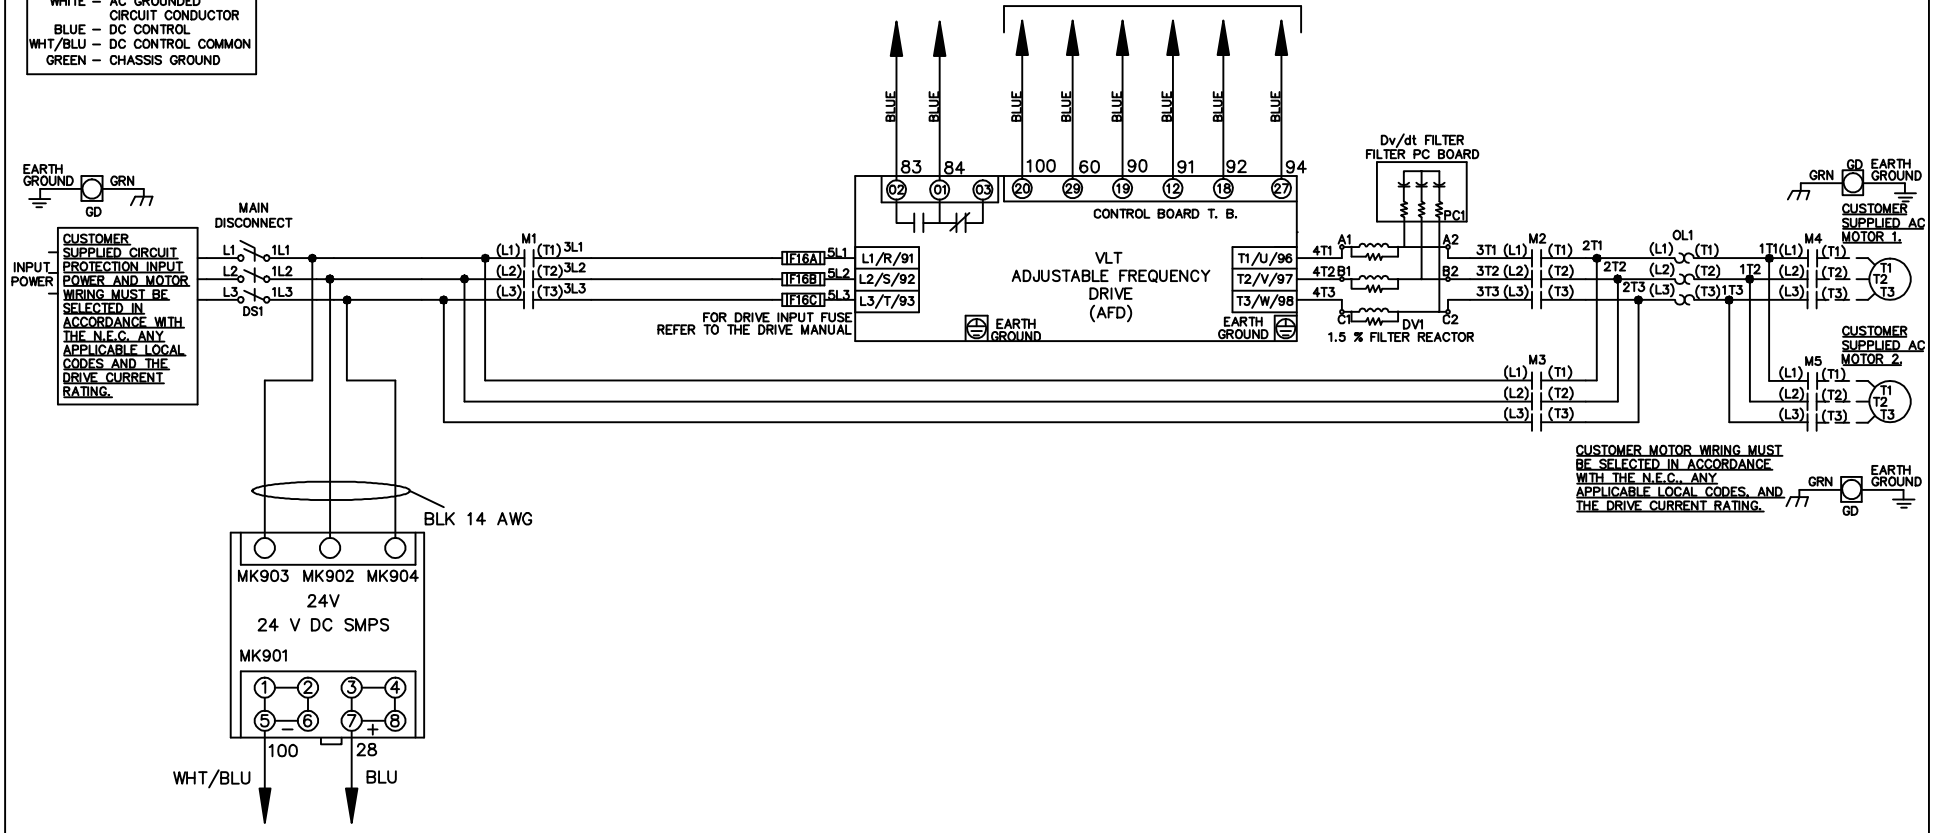 WHITE – AC GROUNDED
CIRCUIT CONDUCTOR
BLUE – DC CONTROL
WHT/BLU – DC CONTROL COMMON
GREEN – CHASSIS GROUND
BLUE
BLUE
BLUE
BLUE
BLUE
BLUE
BLUE
BLUE
83
84
100
60
90
91
92
94
02
01
03
20
29
19
12
18
27
CONTROL BOARD T. B.
VLT
ADJUSTABLE FREQUENCY
DRIVE
(AFD)
L1/R/91
L2/S/92
L3/T/93
T1/U/96
T2/V/97
T3/W/98
EARTH
GROUND
EARTH
GROUND
EARTH
GROUND
GRN
GD
MAIN
DISCONNECT
INPUT
POWER
CUSTOMER
SUPPLIED CIRCUIT
PROTECTION INPUT
POWER AND MOTOR
WIRING MUST BE
SELECTED IN
ACCORDANCE WITH
THE N.E.C. ANY
APPLICABLE LOCAL
CODES AND THE
DRIVE CURRENT
RATING.
L1
1L1
L2
1L2
L3
1L3
DS1
M1
(L1)
(T1)
3L1
(L2)
(T2)
3L2
(L3)
(T3)
3L3
F16A
5L1
F16B
5L2
F16C
5L3
FOR DRIVE INPUT FUSE
REFER TO THE DRIVE MANUAL
Dv/dt FILTER
FILTER PC BOARD
PC1
4T1
A1
A2
4T2
B1
B2
4T3
C1
C2
DV1
1.5 % FILTER REACTOR
M2
3T1
(L1)
(T1)
2T1
3T2
(L2)
(T2)
2T2
3T3
(L3)
(T3)
2T3
OL1
(L1)
(T1)
1T1
(L2)
(T2)
1T2
(L3)
(T3)
1T3
M4
(L1)
(T1)
(L2)
(T2)
(L3)
(T3)
T1
T2
T3
GRN
GD
EARTH
GROUND
CUSTOMER
SUPPLIED AC
MOTOR 1.
M3
(L1)
(T1)
(L2)
(T2)
(L3)
(T3)
CUSTOMER
SUPPLIED AC
MOTOR 2.
M5
(L1)
(T1)
(L2)
(T2)
(L3)
(T3)
T1
T2
T3
CUSTOMER MOTOR WIRING MUST
BE SELECTED IN ACCORDANCE
WITH THE N.E.C., ANY
APPLICABLE LOCAL CODES, AND
THE DRIVE CURRENT RATING.
GRN
GD
EARTH
GROUND
BLK 14 AWG
MK903
MK902
MK904
24V
24 V DC SMPS
MK901
1
2
3
4
5
–
6
7
+
8
100
28
WHT/BLU
BLU